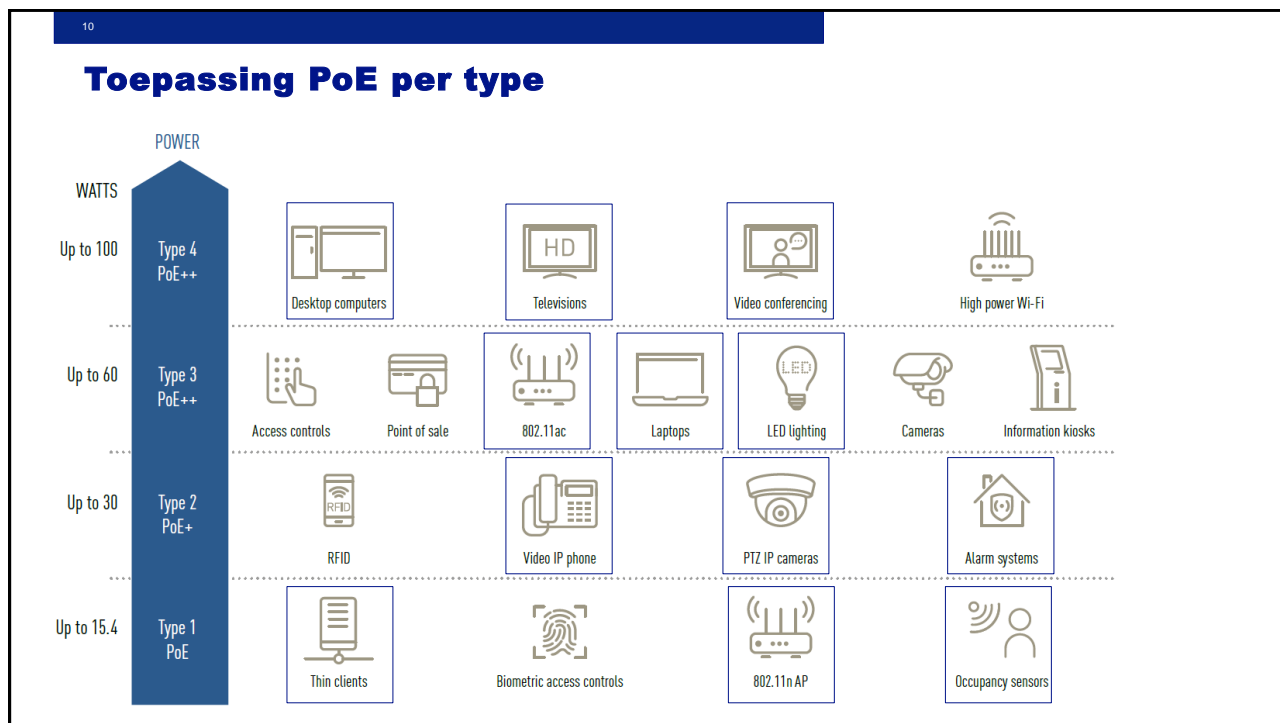 10
Toepassing PoE per type
POWER
WATTS
Up to 100
Type 4
PoE++
HD
Desktop computers
Televisions
Video conferencing
High power Wi-Fi
Up to 60
Type 3
PoE++
LED
Access controls
Point of sale
802.11ac
Laptops
LED lighting
Cameras
Information kiosks
Up to 30
Type 2
PoE+
RFID
RFID
Video IP phone
PTZ IP cameras
Alarm systems
Up to 15.4
Type 1
PoE
Thin clients
Biometric access controls
802.11n AP
Occupancy sensors